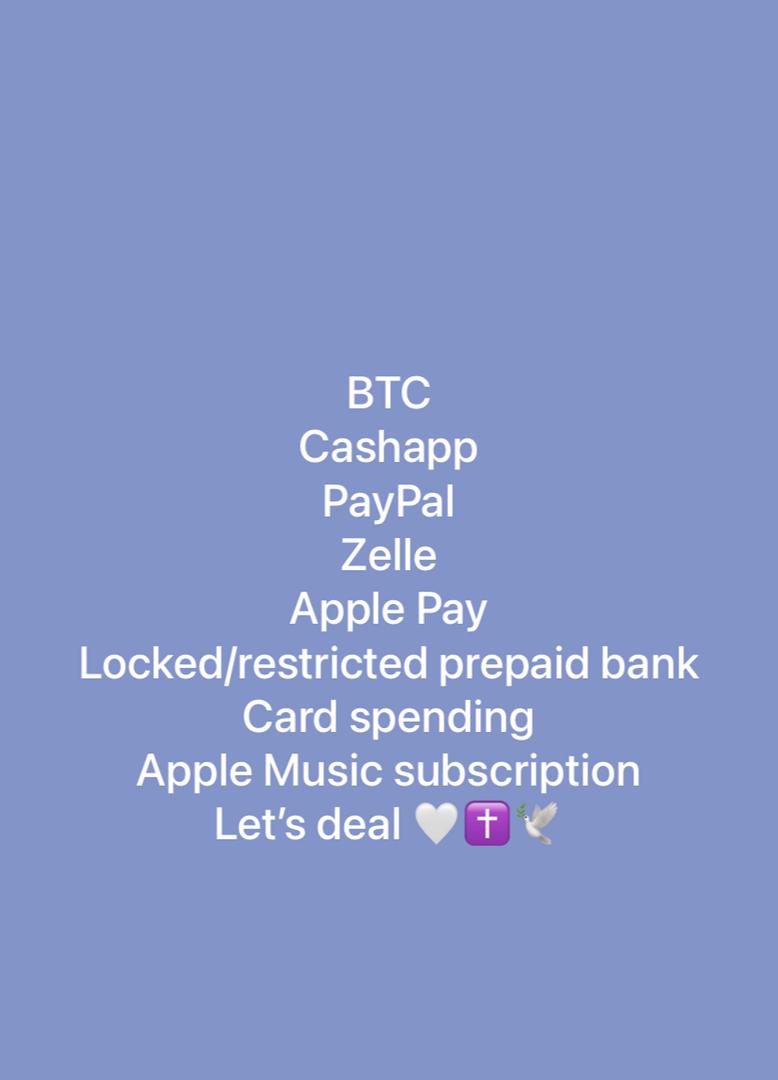 BTC
Cashapp
PayPal
Zelle
Apple Pay
Locked/restricted prepaid bank
Card spending
Apple Music subscription
Let’s deal 🤍✝️🕊️